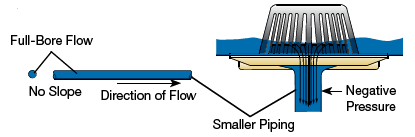 Full-Bore Flow
No Slope
Direction of Flow
Smaller Piping
Negative
Pressure